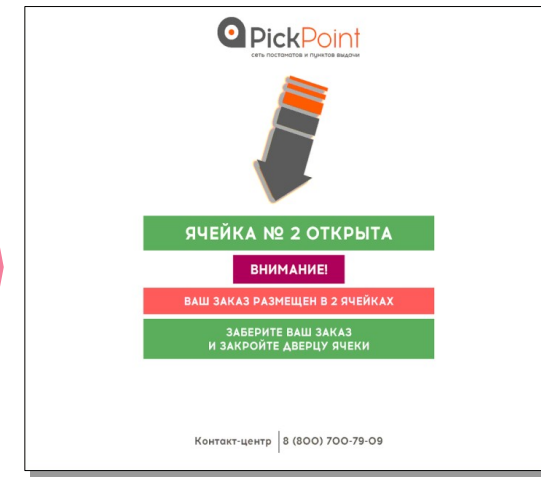 PickPoint
сеть постаматов и пунктов выдачи
ЯЧЕЙКА № 2 ОТКРЫТА
ВНИМАНИЕ!
ВАШ ЗАКАЗ РАЗМЕЩЕН В 2 ЯЧЕЙКАХ
ЗАБЕРИТЕ ВАШ ЗАКАЗ
И ЗАКРОЙТЕ ДВЕРЦУ ЯЧЕКИ
Контакт-центр 8 (800) 700-79-09